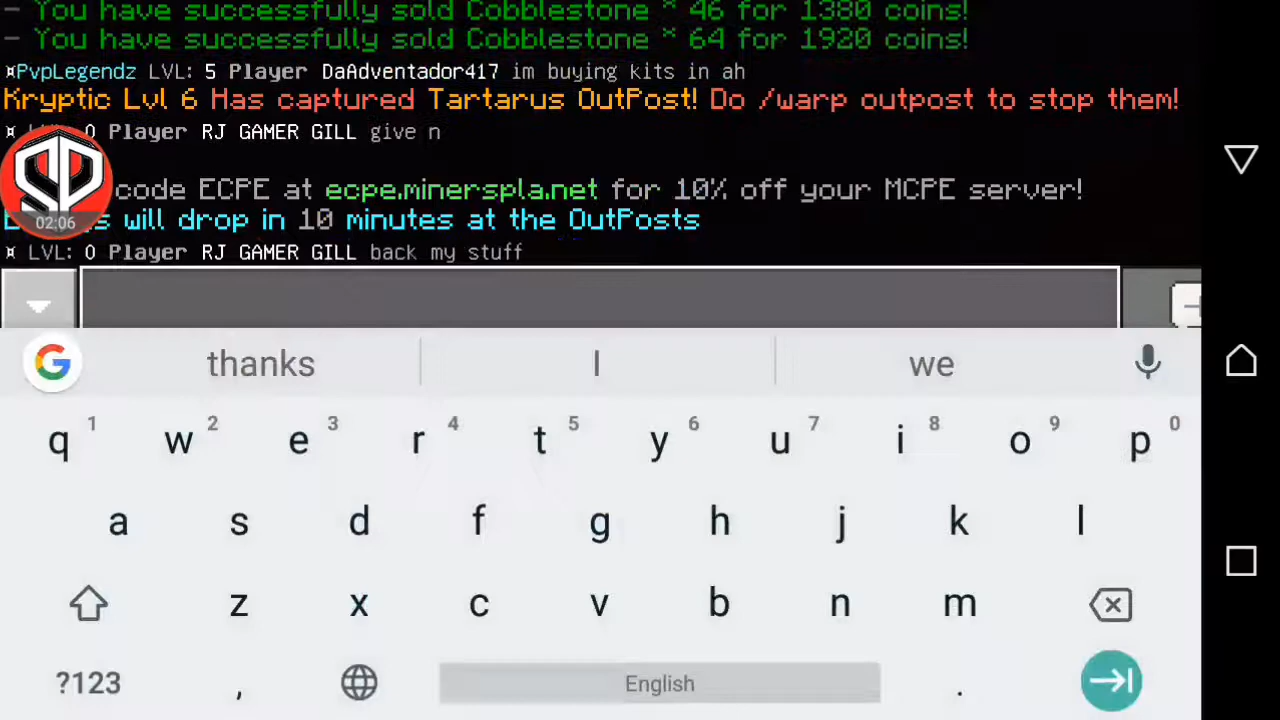 - You have successfully sold Cobblestone * 46 for 1380 coins!
- You have successfully sold Cobblestone * 64 for 1920 coins!
¤PvpLegendz LVL: 5 Player DaAdventador417 im buying kits in ah
Kryptic Lvl 6 Has captured Tartarus OutPost! Do /warp outpost to stop them!
¤ LVL: 0 Player RJ GAMER GILL give n
code ECPE at ecpe.minerspla.net for 10% off your MCPE server!
will drop in 10 minutes at the OutPosts
¤ LVL: 0 Player RJ GAMER GILL back my stuff
02:06
thanks I we
q 1 w 2 e 3 r 4 t 5 y 6 u 7 i 8 o 9 p 0
a s d f g h j k l
z x c v b n m
?123 , English .